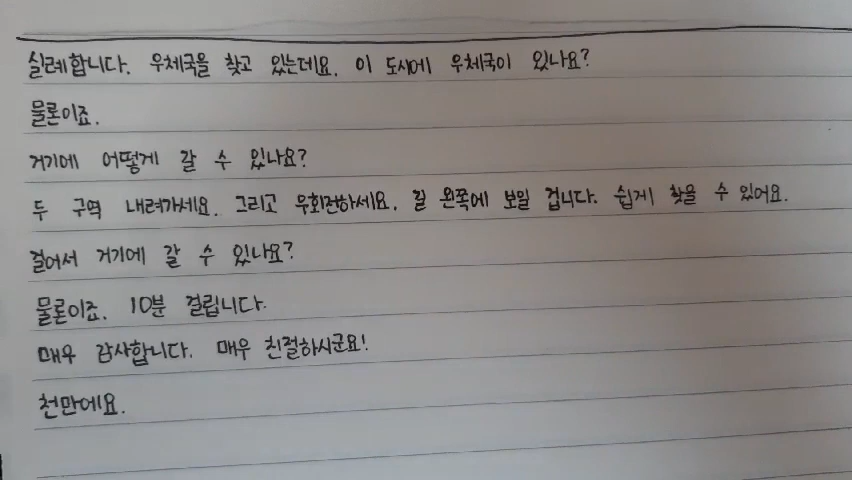 실례합니다. 우체국을 찾고 있는데요. 이 도시에 우체국이 있나요?
물론이죠.
거기에 어떻게 갈 수 있나요?
두 구역 내려가세요. 그리고 우회전하세요. 길 왼쪽에 보일 겁니다. 쉽게 찾을 수 있어요.
걸어서 거기에 갈 수 있나요?
물론이죠. 10분 걸립니다.
매우 감사합니다. 매우 친절하시군요!
천만에요.